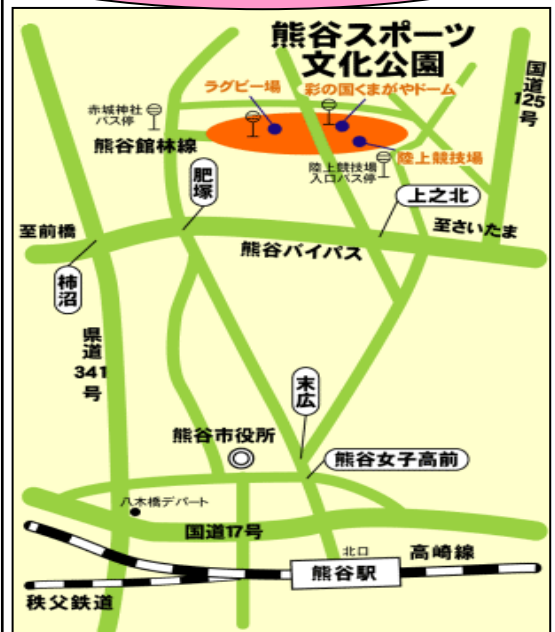 熊谷スポーツ
文化公園
国道125号
ラグビー場
彩の国くまがやドーム
赤城神社
バス停
熊谷館林線
陸上競技場
陸上競技場
入口バス停
肥塚
上之北
至前橋
至さいたま
熊谷バイパス
柿沼
県道341号
末広
熊谷市役所
熊谷女子高前
八木橋デパート
国道17号
北口
高崎線
熊谷駅
秩父鉄道